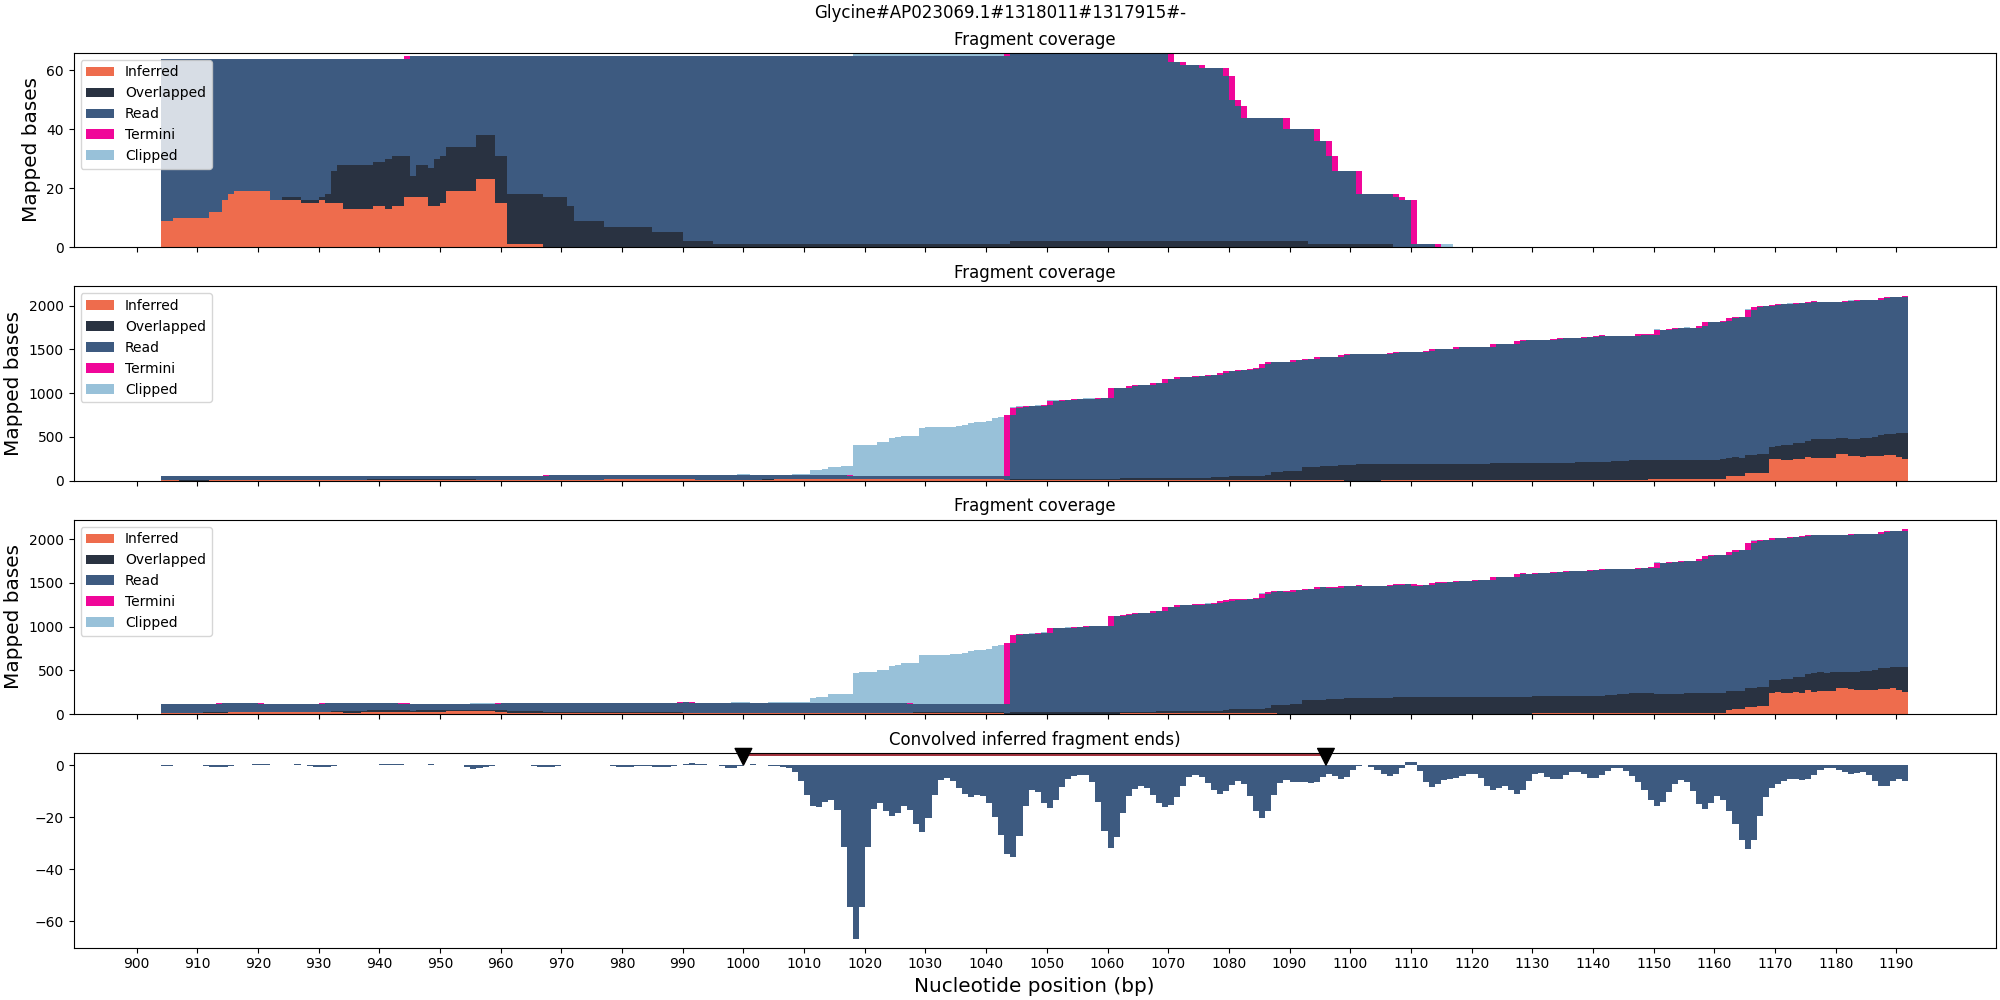 Glycine#AP023069.1#1318011#1317915#-
Fragment coverage
Mapped bases
60
40
20
0
Inferred
Overlapped
Read
Termini
Clipped
Fragment coverage
Mapped bases
2000
1500
1000
500
0
Inferred
Overlapped
Read
Termini
Clipped
Fragment coverage
Mapped bases
2000
1500
1000
500
0
Inferred
Overlapped
Read
Termini
Clipped
Convolved inferred fragment ends)
0
−20
−40
−60
900 910 920 930 940 950 960 970 980 990 1000 1010 1020 1030 1040 1050 1060 1070 1080 1090 1100 1110 1120 1130 1140 1150 1160 1170 1180 1190
Nucleotide position (bp)